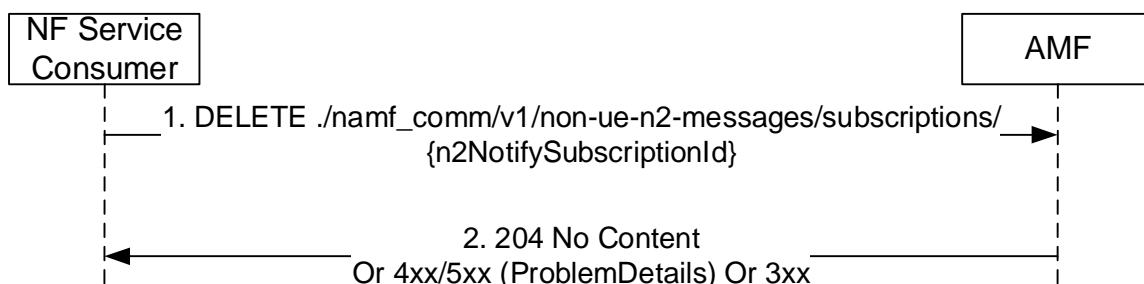 NF Service
Consumer
AMF
1. DELETE ./namf_comm/v1/non-ue-n2-messages/subscriptions/
{n2NotifySubscriptionId}
2. 204 No Content
Or 4xx/5xx (ProblemDetails) Or 3xx